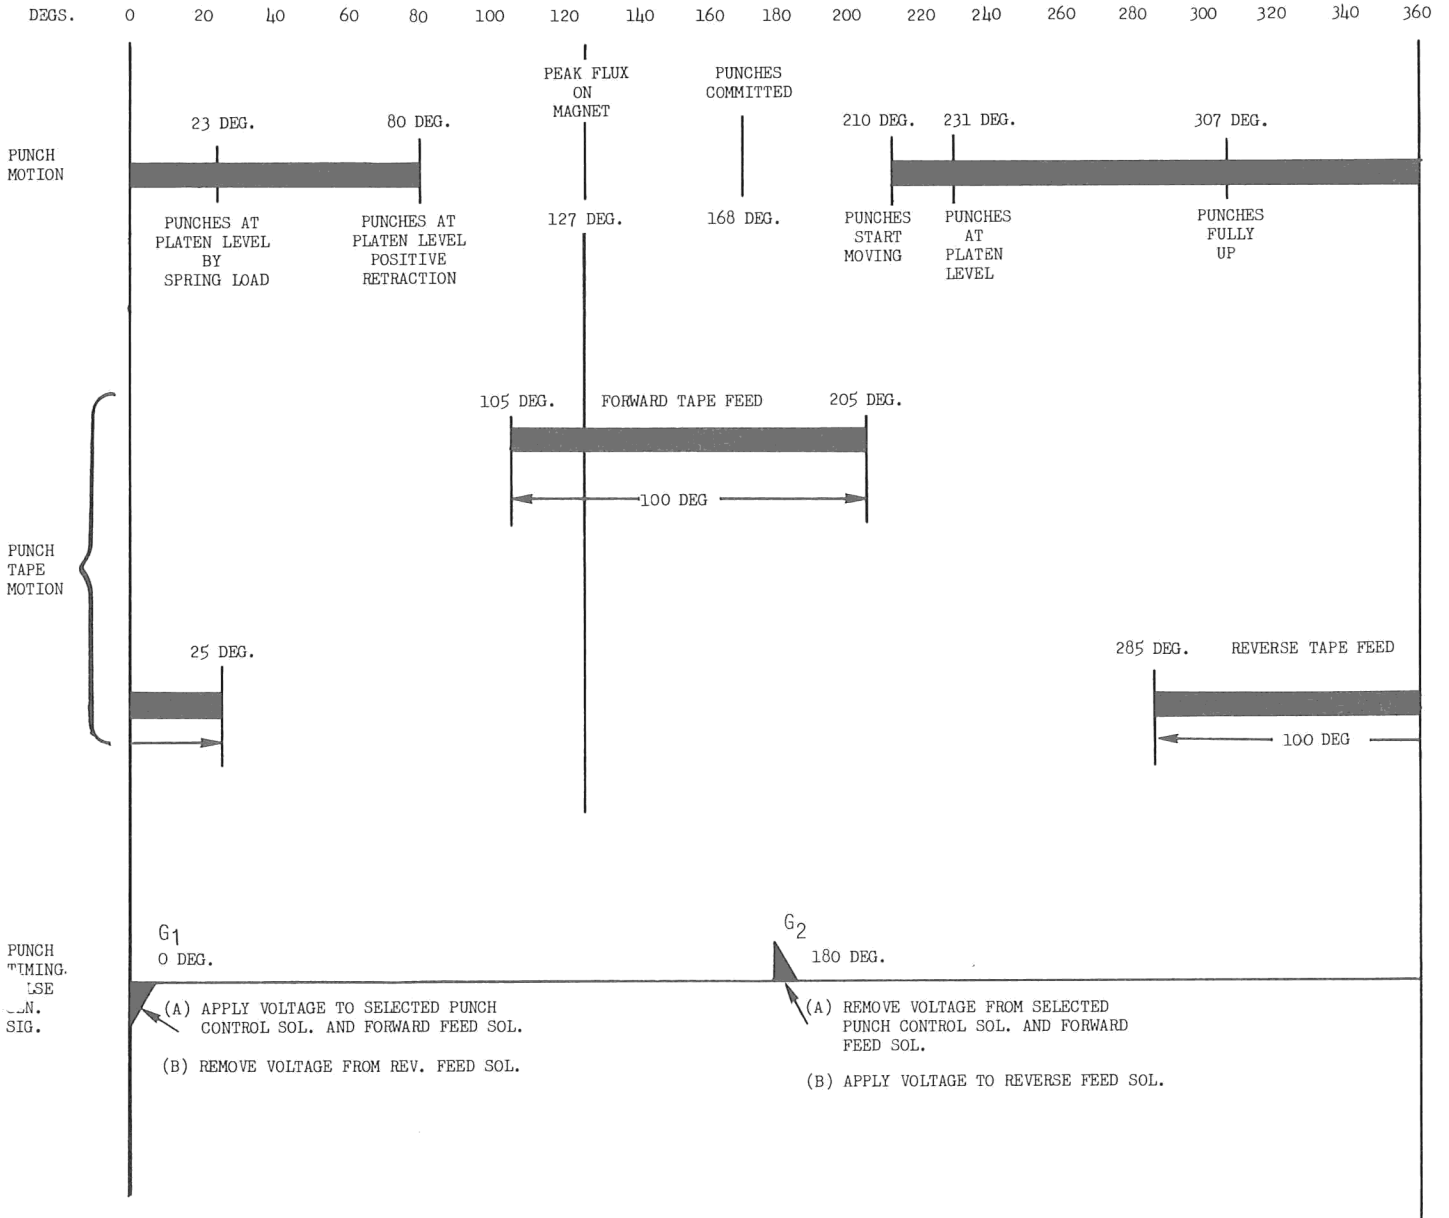 DEGS. 0 20 40 60 80 100 120 140 160 180 200 220 240 260 280 300 320 340 360
PEAK FLUX
ON
MAGNET
PUNCHES
COMMITTED
23 DEG. 80 DEG. 210 DEG. 231 DEG. 307 DEG.
PUNCH
MOTION
PUNCHES AT
PLATEN LEVEL
BY
SPRING LOAD
PUNCHES AT
PLATEN LEVEL
POSITIVE
RETRACTION
127 DEG.
168 DEG.
PUNCHES
START
MOVING
PUNCHES
AT
PLATEN
LEVEL
PUNCHES
FULLY
UP
105 DEG. FORWARD TAPE FEED 205 DEG.
100 DEG
PUNCH
TAPE
MOTION
25 DEG.
285 DEG. REVERSE TAPE FEED
100 DEG
PUNCH
TIMING
SIG.
G1
0 DEG.
(A) APPLY VOLTAGE TO SELECTED PUNCH
CONTROL SOL. AND FORWARD FEED SOL.
(B) REMOVE VOLTAGE FROM REV. FEED SOL.
G2
180 DEG.
(A) REMOVE VOLTAGE FROM SELECTED
PUNCH CONTROL SOL. AND FORWARD
FEED SOL.
(B) APPLY VOLTAGE TO REVERSE FEED SOL.